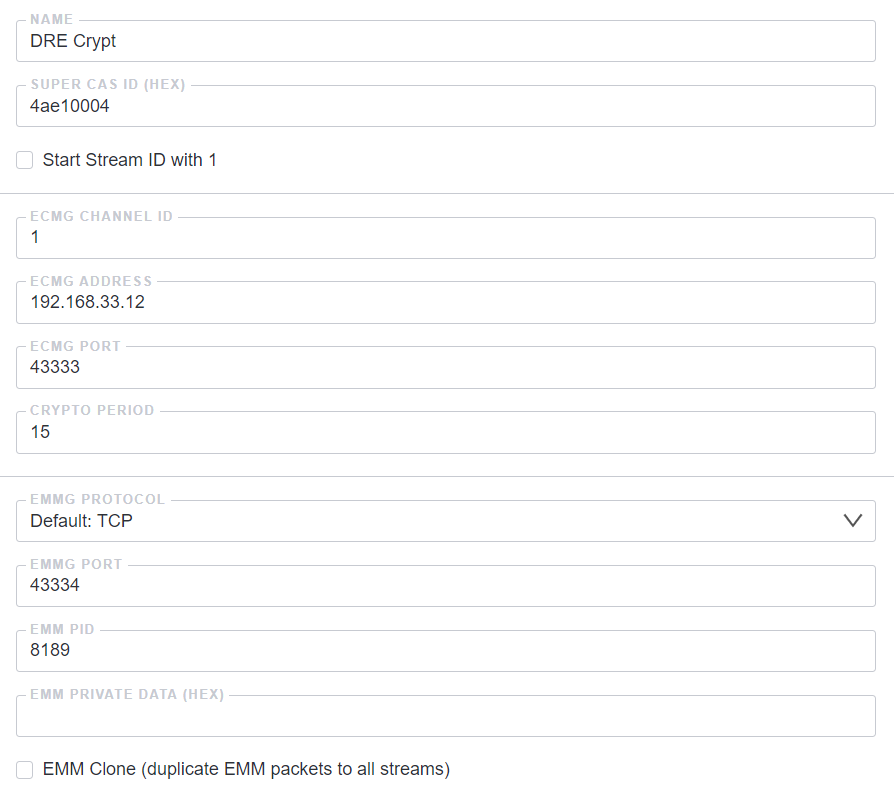 NAME
DRE Crypt
SUPER CAS ID (HEX)
4ae10004
Start Stream ID with 1
ECMG CHANNEL ID
1
ECMG ADDRESS
192.168.33.12
ECMG PORT
43333
CRYPTO PERIOD
15
EMMG PROTOCOL
Default: TCP
EMMG PORT
43334
EMM PID
8189
EMM PRIVATE DATA (HEX)
EMM Clone (duplicate EMM packets to all streams)